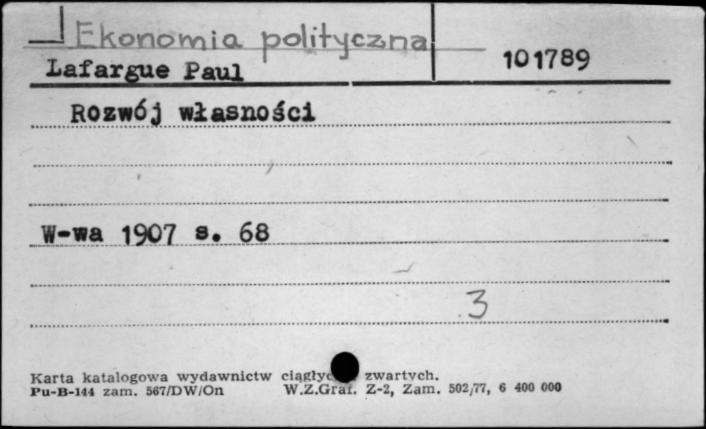 Ekonomia polityczna
Lafargue Paul 101789
Rozwój własności
W-wa 1907 s. 68
3
Karta katalogowa wydawnictw zwartych.
Pu-B-144 zam. 567/DW/On W.Z.Graf. Z-2, Zam. 502/77, 6 400 000